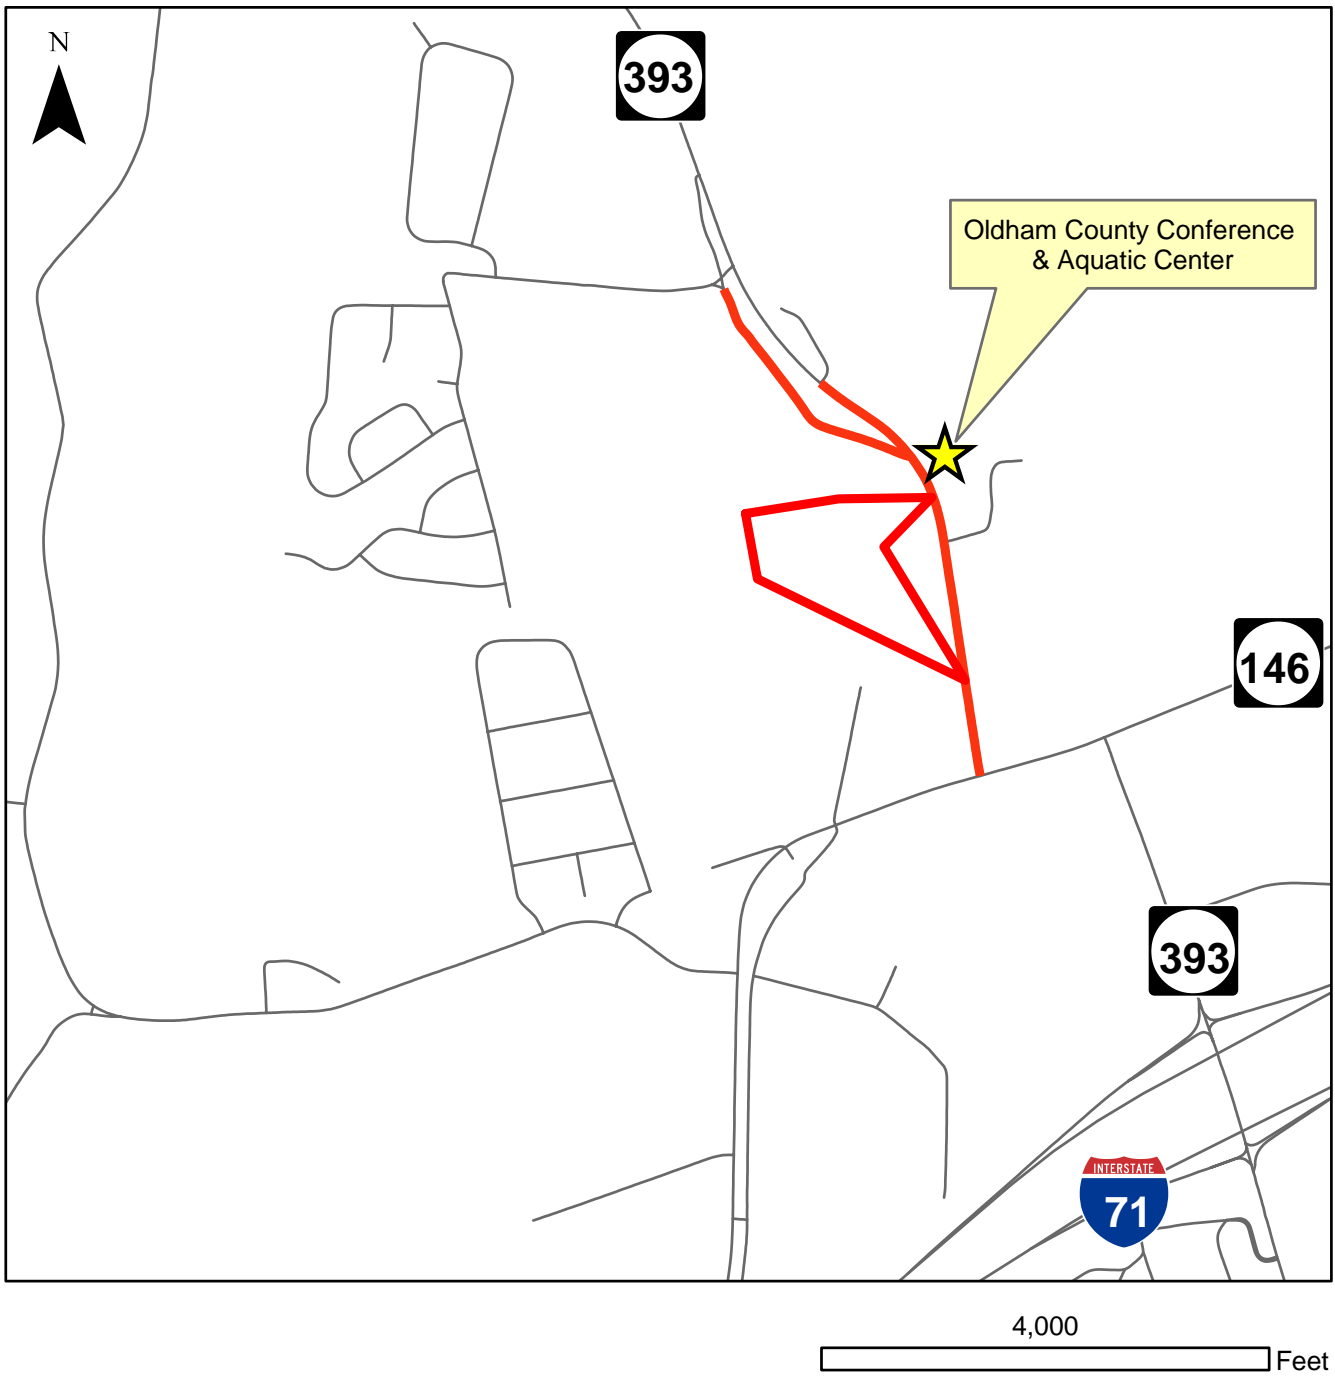 N
393
Oldham County Conference
& Aquatic Center
146
393
INTERSTATE
71
4,000
Feet